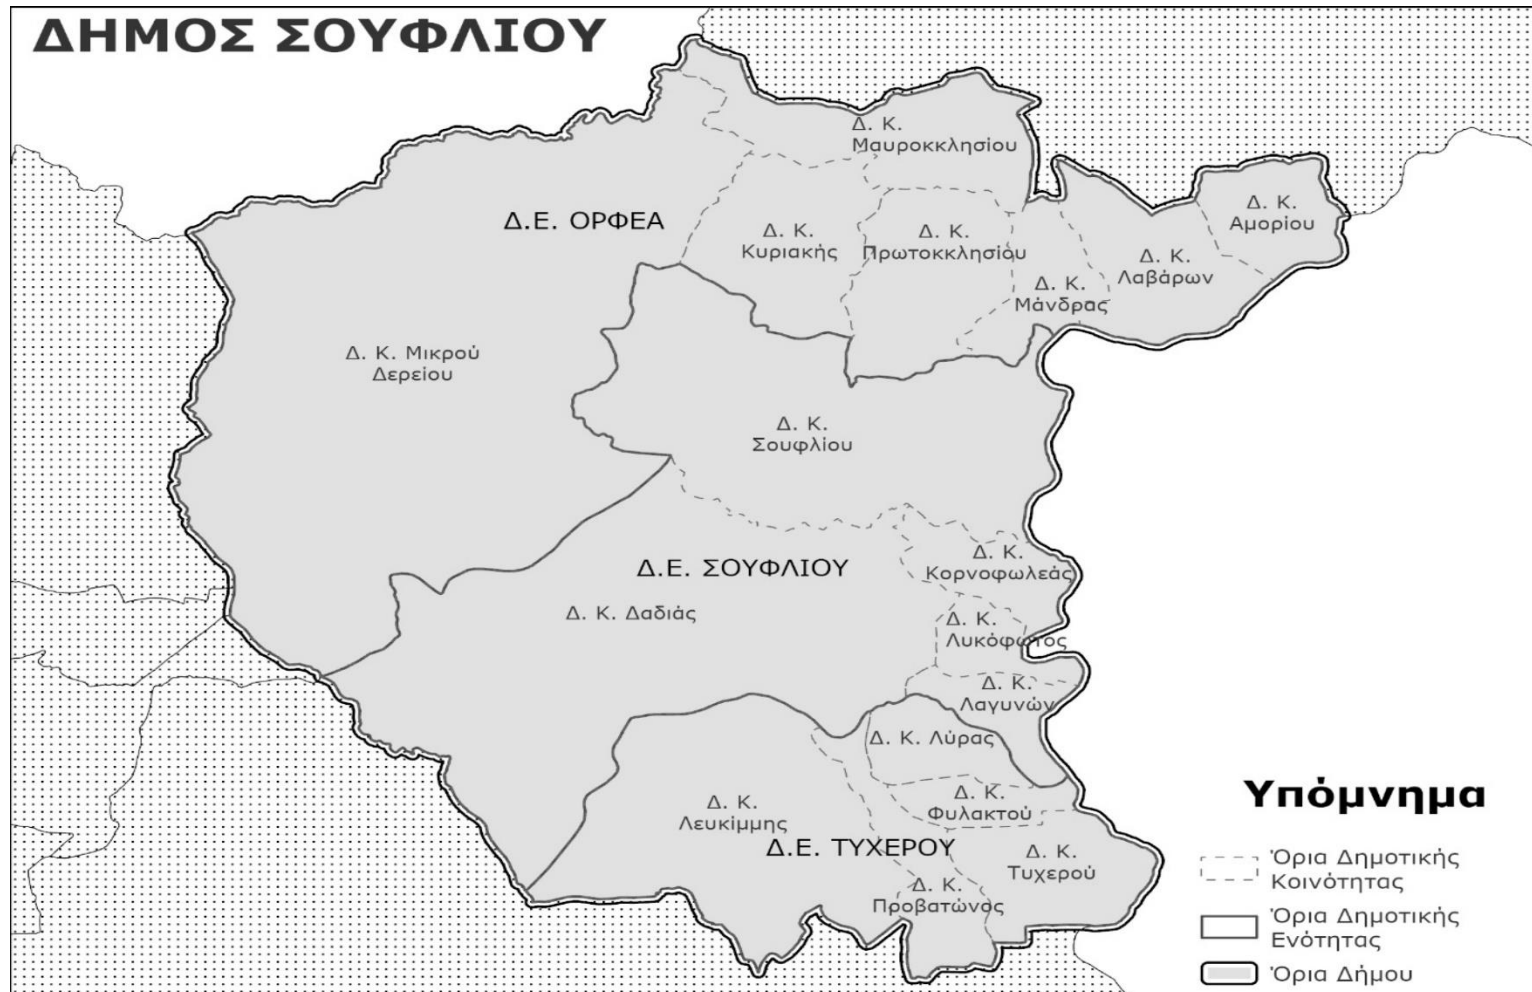 ΔΗΜΟΣ ΣΟΥΦΛΙΟΥ
Δ. Κ.
Μαυροκκλησίου
Δ. Κ.
Αμορίου
Δ.Ε. ΟΡΦΕΑ
Δ. Κ.
Κυριακής
Δ. Κ.
Πρωτοκκλησίου
Δ. Κ.
Λαβάρων
Δ. Κ.
Μάνδρας
Δ. Κ. Μικρού
Δερείου
Δ. Κ.
Σουφλίου
Δ. Κ.
Κορνοφωλεάς
Δ.Ε. ΣΟΥΦΛΙΟΥ
Δ. Κ. Δαδιάς
Δ. Κ.
Λυκόφωτος
Δ. Κ.
Λαγυνών
Δ. Κ. Λύρας
Δ. Κ.
Φυλακτού
Δ. Κ.
Λευκίμμης
Δ.Ε. ΤΥΧΕΡΟΥ
Δ. Κ.
Τυχερού
Δ. Κ.
Προβατώνος
Υπόμνημα
Όρια Δημοτικής
Κοινότητας
Όρια Δημοτικής
Ενότητας
Όρια Δήμου